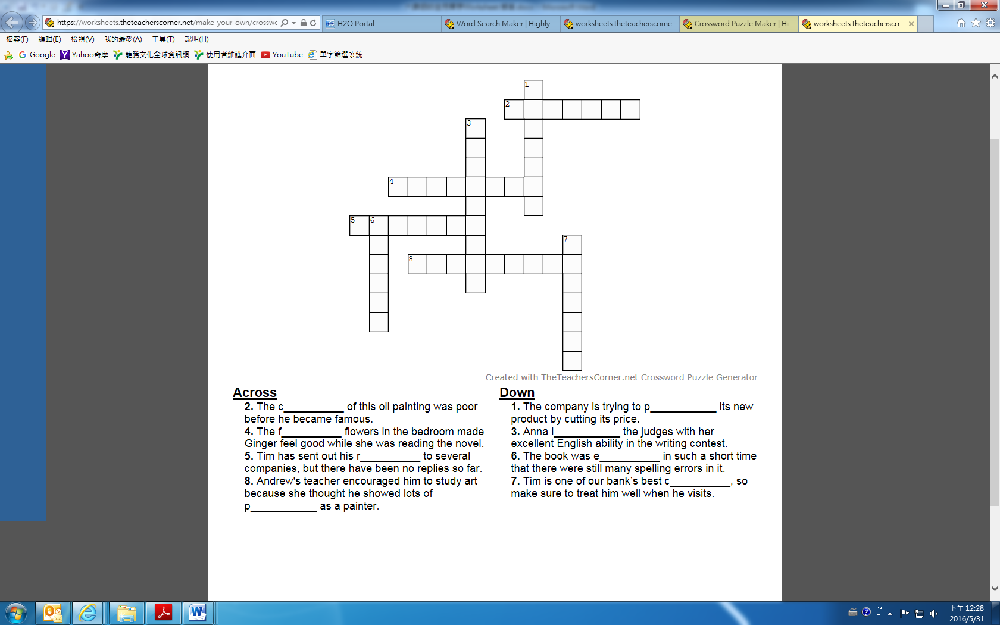 https://worksheets.theteacherscorner.net/make-your-own/crosswc
H2O Portal
Word Search Maker | Highly ...
worksheets.theteacherscorne...
Crossword Puzzle Maker | Hi...
worksheets.theteachersco...
檔案(F) 編輯(E) 檢視(V) 我的最愛(A) 工具(T) 說明(H)
Google Yahoo奇摩 龍騰文化全球資訊網 使用者維護介面 YouTube 單字篩選系統
1
2
3
4
5 6
7
8
Created with TheTeachersCorner.net Crossword Puzzle Generator
Across
2. The c__________ of this oil painting was poor
before he became famous.
4. The f__________ flowers in the bedroom made
Ginger feel good while she was reading the novel.
5. Tim has sent out his r__________ to several
companies, but there have been no replies so far.
8. Andrew's teacher encouraged him to study art
because she thought he showed lots of
p___________ as a painter.
Down
1. The company is trying to p___________ its new
product by cutting its price.
3. Anna i___________ the judges with her
excellent English ability in the writing contest.
6. The book was e__________ in such a short time
that there were still many spelling errors in it.
7. Tim is one of our bank’s best c__________, so
make sure to treat him well when he visits.
下午 12:28
2016/5/31